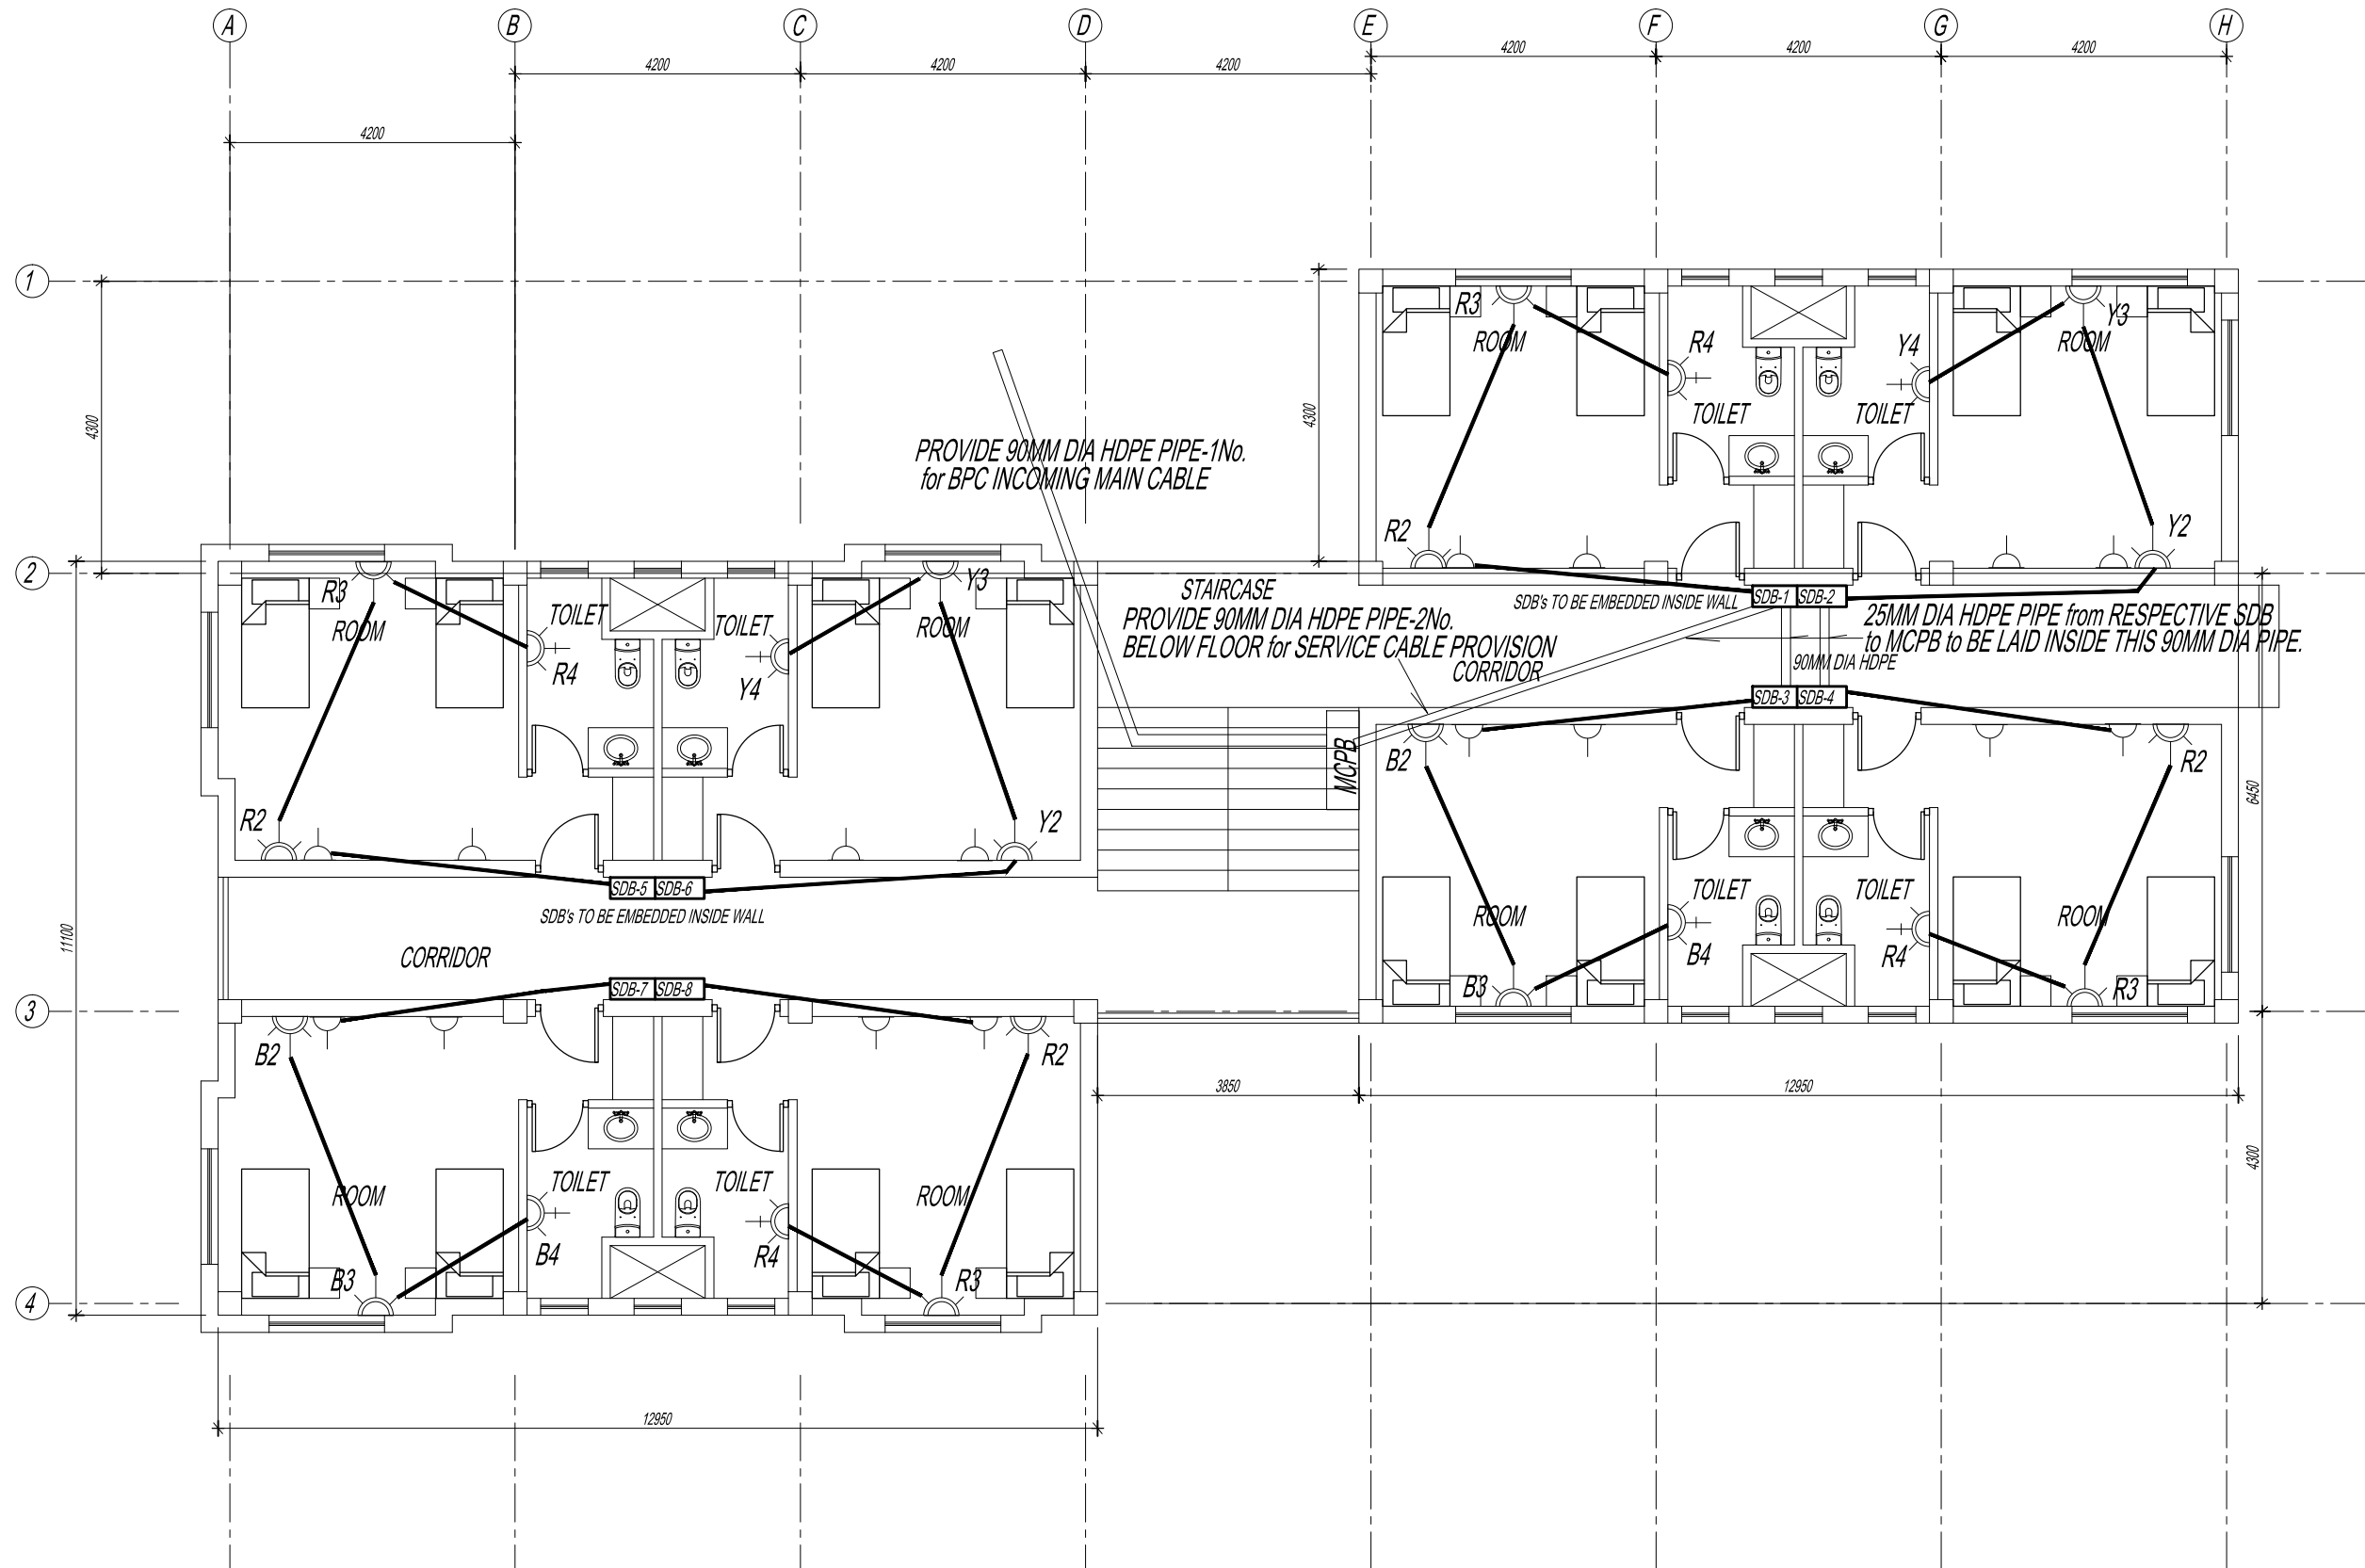 A
B
C
D
E
F
G
H
4200
4200
4200
4200
4200
4200
4200
1
4300
4300
R3
ROOM
R4
TOILET
Y4
TOILET
Y3
ROOM
R2
Y2
PROVIDE 90MM DIA HDPE PIPE-1No.
for BPC INCOMING MAIN CABLE
2
STAIRCASE
PROVIDE 90MM DIA HDPE PIPE-2No.
BELOW FLOOR for SERVICE CABLE PROVISION
CORRIDOR
SDB's TO BE EMBEDDED INSIDE WALL
SDB-1
SDB-2
25MM DIA HDPE PIPE from RESPECTIVE SDB
to MCPB to BE LAID INSIDE THIS 90MM DIA PIPE.
90MM DIA HDPE
SDB-3
SDB-4
R3
ROOM
TOILET
R4
TOILET
Y4
Y3
ROOM
R2
Y2
MCPB
B2
R2
6450
SDB-5
SDB-6
SDB's TO BE EMBEDDED INSIDE WALL
11100
CORRIDOR
SDB-7
SDB-8
ROOM
B3
TOILET
B4
TOILET
R4
ROOM
R3
3
B2
R2
3850
12950
4300
ROOM
B3
TOILET
B4
TOILET
R4
ROOM
R3
4
12950